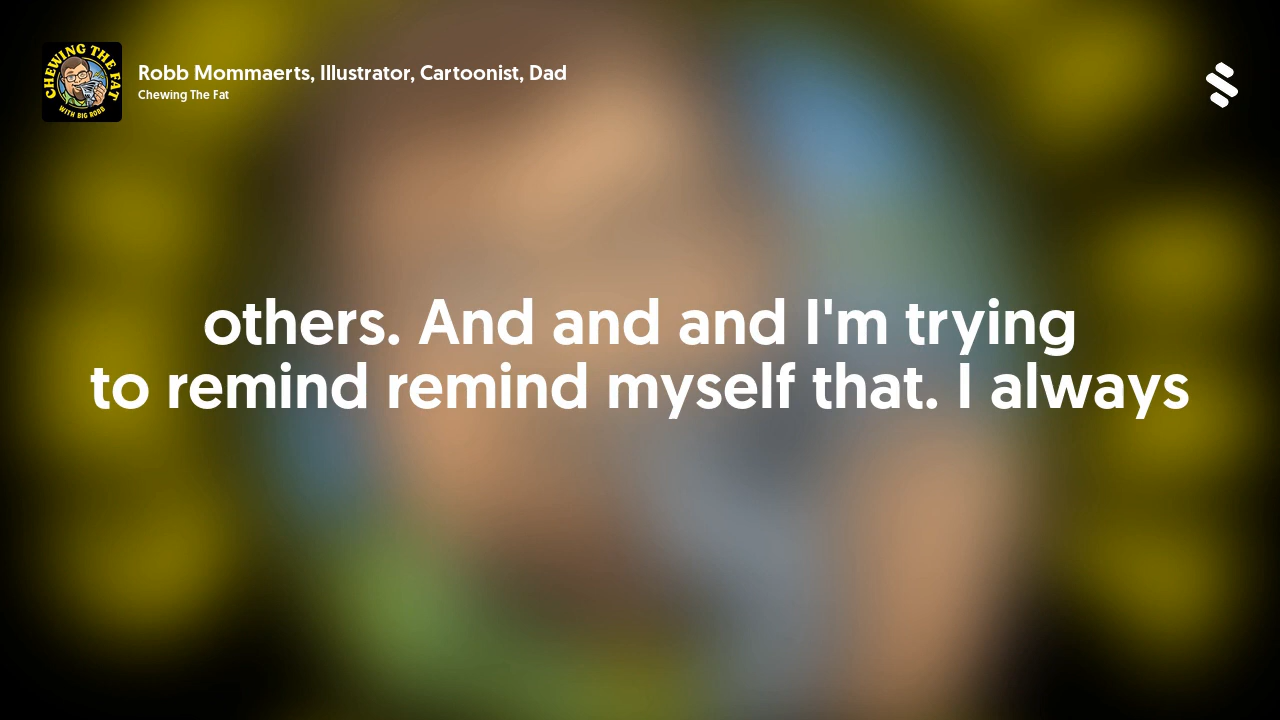 CHEWING THE FAT
WITH BIG ROBB
Robb Mommaerts, Illustrator, Cartoonist, Dad
Chewing The Fat
others. And and and I'm trying
to remind remind myself that. I always